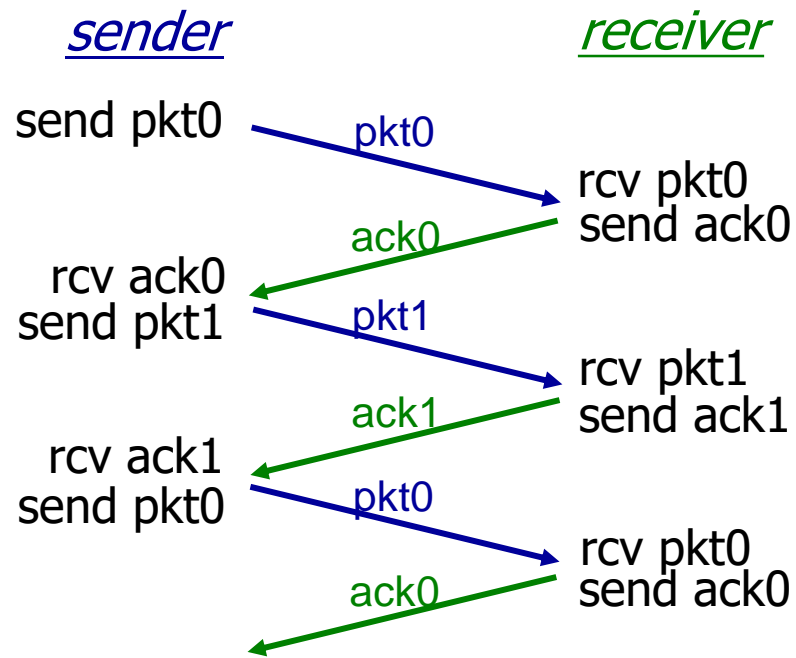 sender
receiver
send pkt0
pkt0
rcv pkt0
send ack0
ack0
rcv ack0
send pkt1
pkt1
rcv pkt1
send ack1
ack1
rcv ack1
send pkt0
pkt0
rcv pkt0
send ack0
ack0